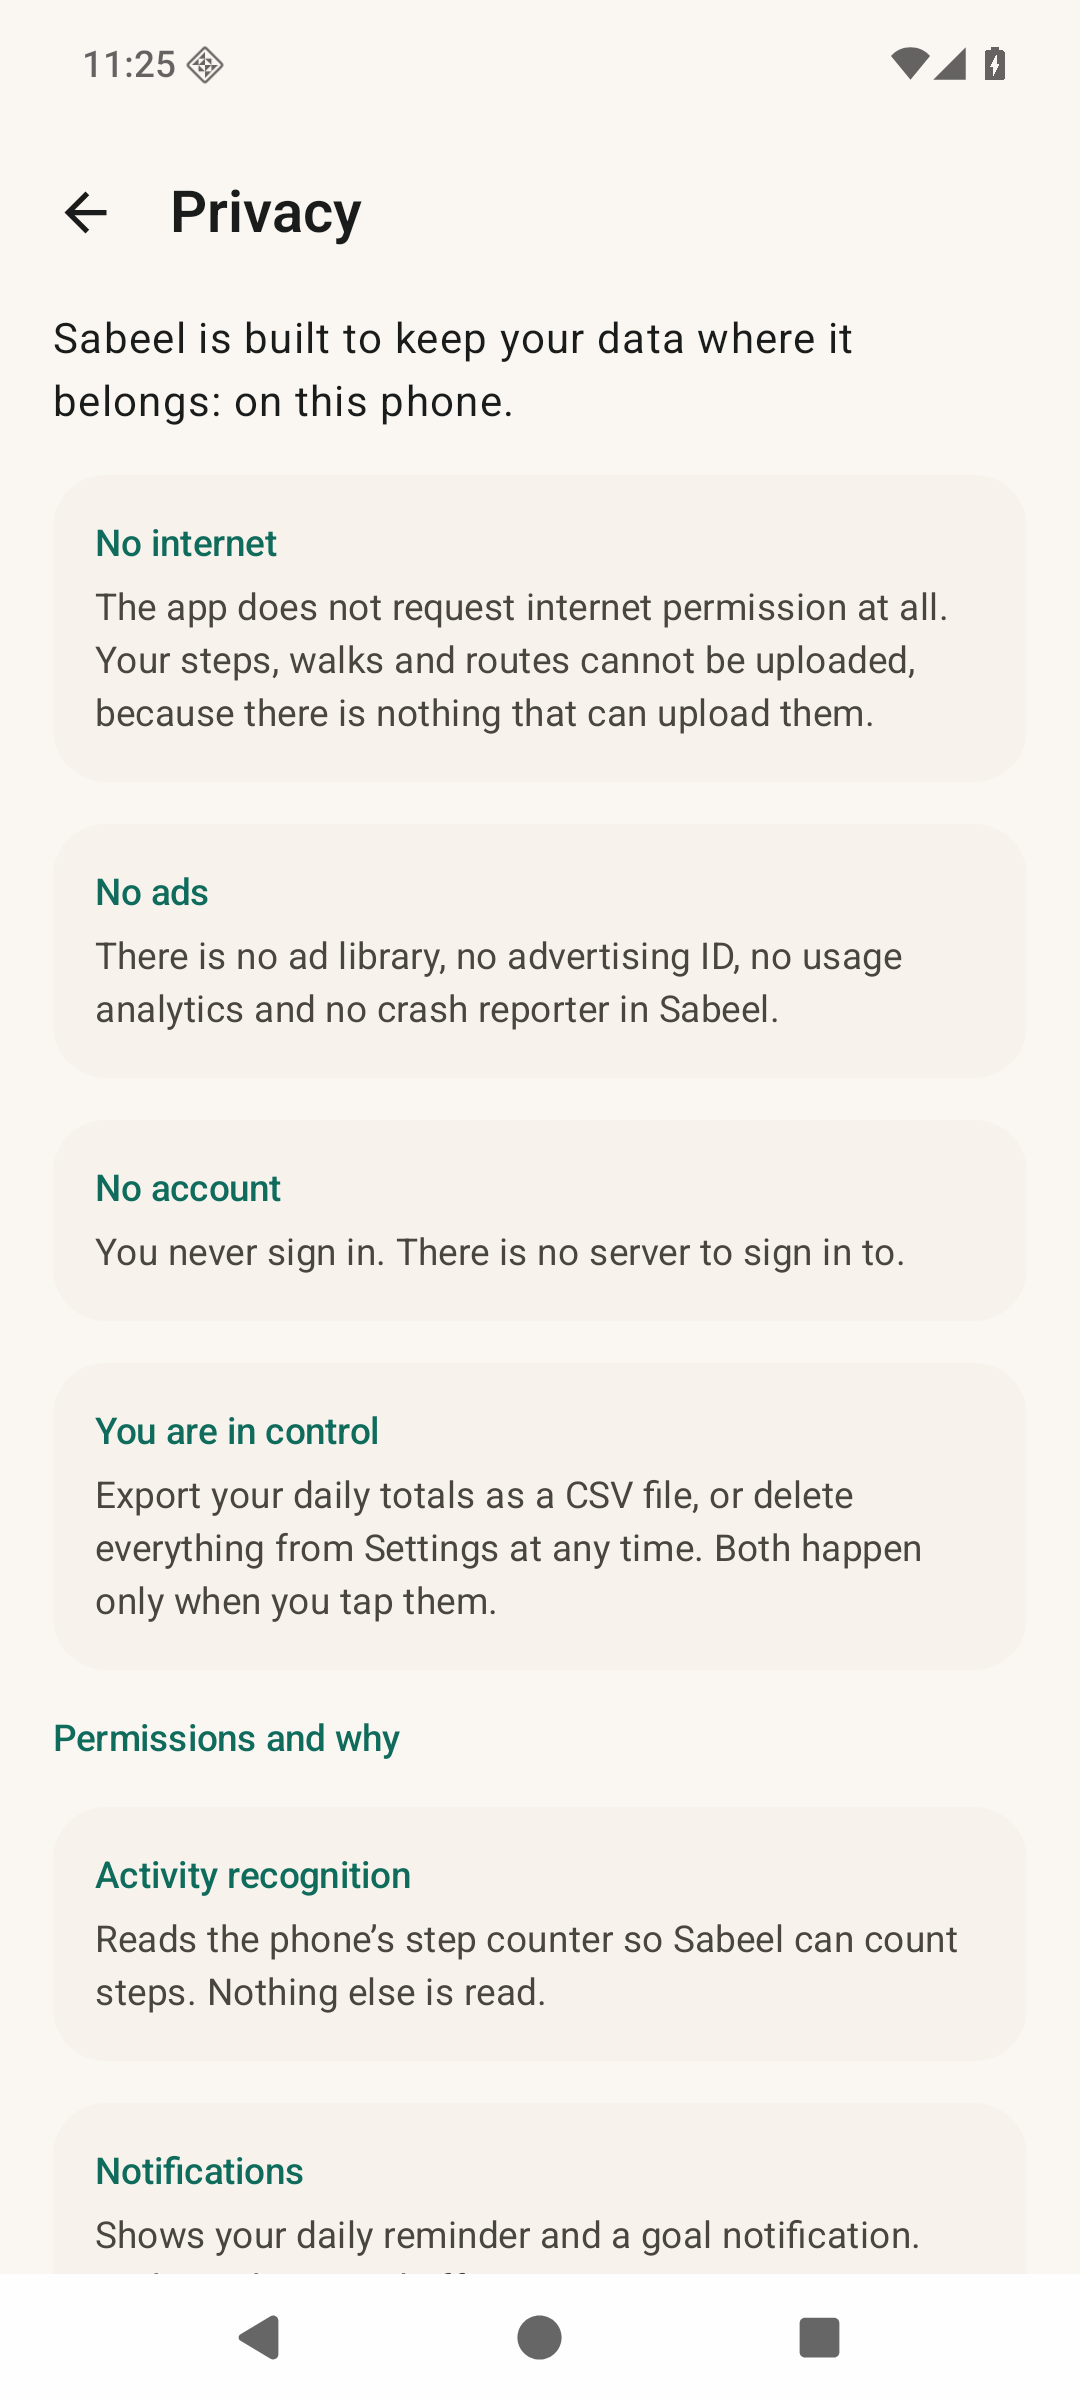 11:25
Privacy
Sabeel is built to keep your data where it
belongs: on this phone.
No internet
The app does not request internet permission at all.
Your steps, walks and routes cannot be uploaded,
because there is nothing that can upload them.
No ads
There is no ad library, no advertising ID, no usage
analytics and no crash reporter in Sabeel.
No account
You never sign in. There is no server to sign in to.
You are in control
Export your daily totals as a CSV file, or delete
everything from Settings at any time. Both happen
only when you tap them.
Permissions and why
Activity recognition
Reads the phone’s step counter so Sabeel can count
steps. Nothing else is read.
Notifications
Shows your daily reminder and a goal notification.